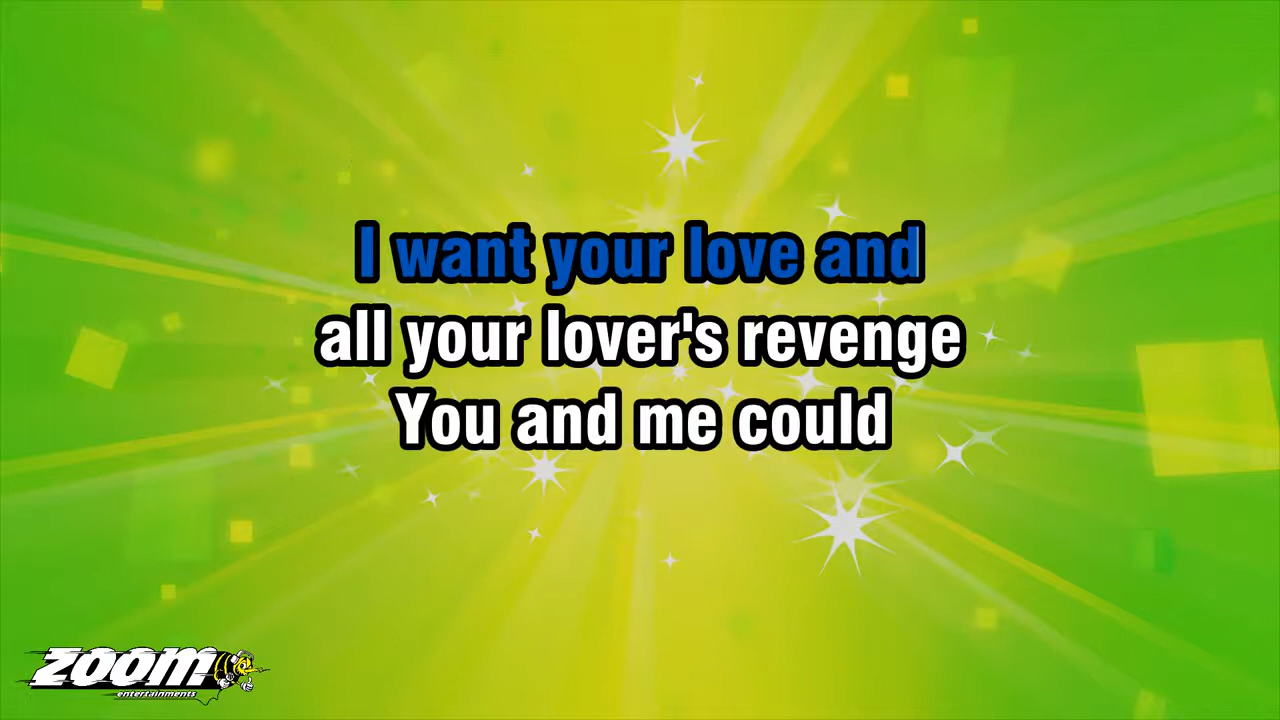 I want your love and
all your lover's revenge
You and me could
ZOOM
entertainments